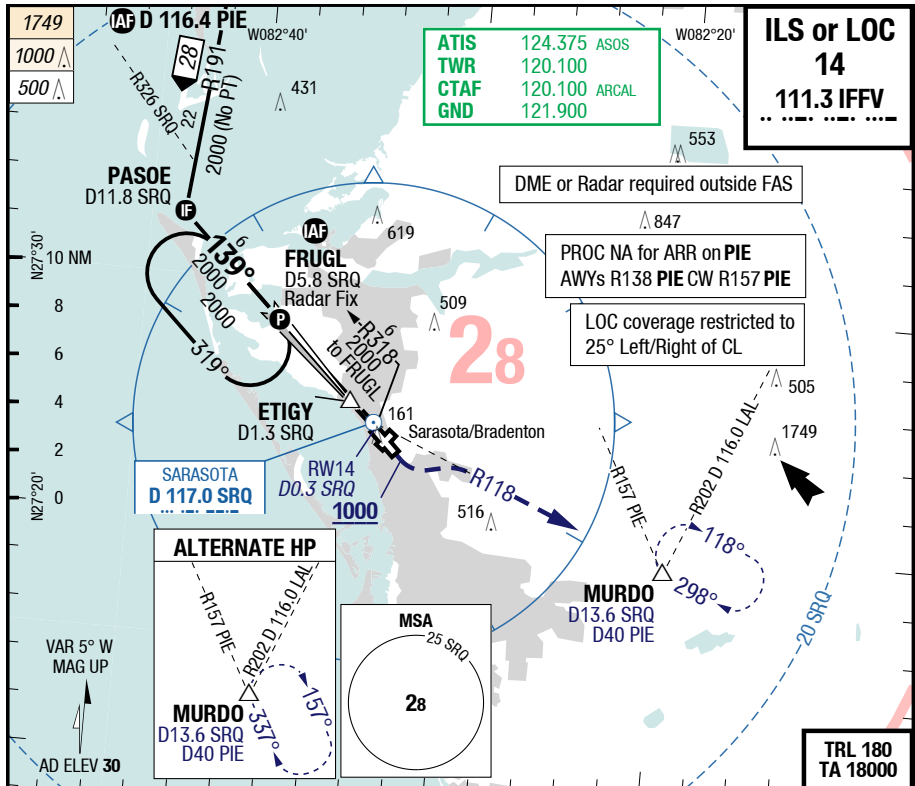 1749
1000
500
IAF D 116.4 PIE
28
R191
22
2000 (No PT)
R326 SRQ
W082°40'
W082°20'
431
ATIS 124.375 ASOS
TWR 120.100
CTAF 120.100 ARCAL
GND 121.900
ILS or LOC
14
111.3 IFFV
553
DME or Radar required outside FAS
847
PROC NA for ARR on PIE
AWYs R138 PIE CW R157 PIE
LOC coverage restricted to
25° Left/Right of CL
PASOE
D11.8 SRQ
IF
IAF
FRUGL
D5.8 SRQ
Radar Fix
619
509
28
N27°30'
10 NM
8
6
4
2
0
N27°20'
139°
6
2000
2000
319°
P
R318
6
2000
to FRUGL
ETIGY
D1.3 SRQ
161
Sarasota/Bradenton
RW14
D0.3 SRQ
1000
SARASOTA
D 117.0 SRQ
R118
516
505
1749
R157 PIE
R202 D 116.0 LAL
118°
298°
MURDO
D13.6 SRQ
D40 PIE
20 SRQ
ALTERNATE HP
R157 PIE
R202 D 116.0 LAL
157°
337°
MURDO
D13.6 SRQ
D40 PIE
MSA
25 SRQ
28
VAR 5° W
MAG UP
AD ELEV 30
TRL 180
TA 18000